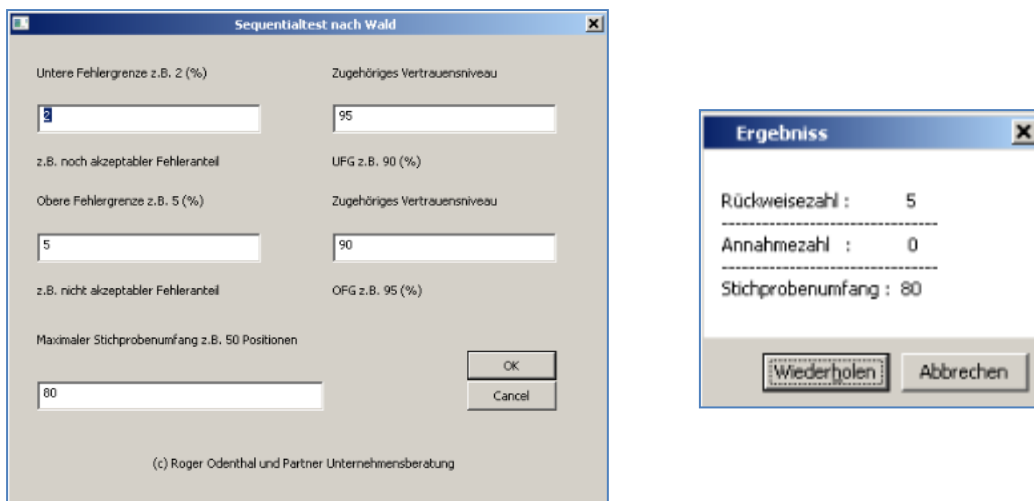 Sequentialtest nach Wald
Untere Fehlergrenze z.B. 2 (%)
Zugehöriges Vertrauensniveau
2
95
z.B. noch akzeptabler Fehleranteil
UFG z.B. 90 (%)
Obere Fehlergrenze z.B. 5 (%)
Zugehöriges Vertrauensniveau
5
90
z.B. nicht akzeptabler Fehleranteil
OFG z.B. 95 (%)
Maximaler Stichprobenumfang z.B. 50 Positionen
80
OK
Cancel
(c) Roger Odenthal und Partner Unternehmensberatung
Ergebniss
Rückweisezahl : 5
Annahmezahl : 0
Stichprobenumfang : 80
Wiederholen
Abbrechen